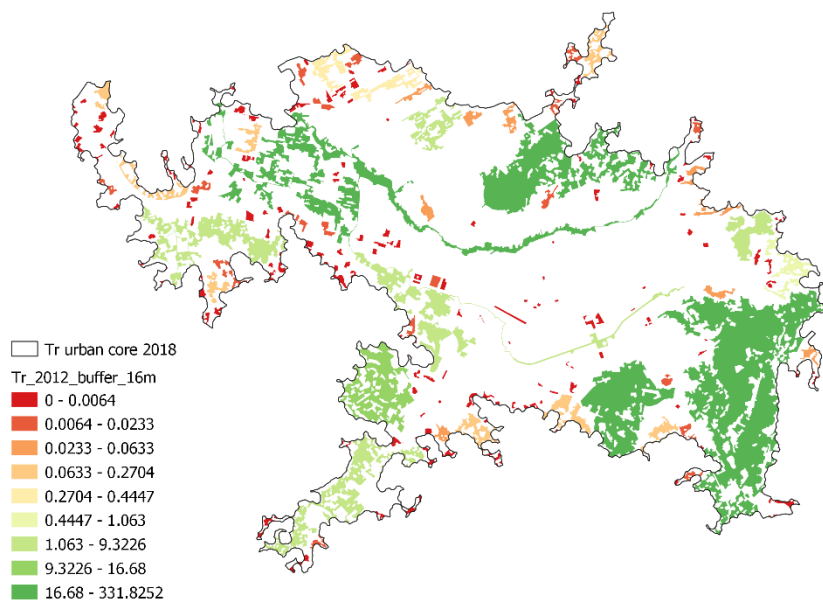 Tr urban core 2018
Tr_2012_buffer_16m
0 - 0.0064
0.0064 - 0.0233
0.0233 - 0.0633
0.0633 - 0.2704
0.2704 - 0.4447
0.4447 - 1.063
1.063 - 9.3226
9.3226 - 16.68
16.68 - 331.8252